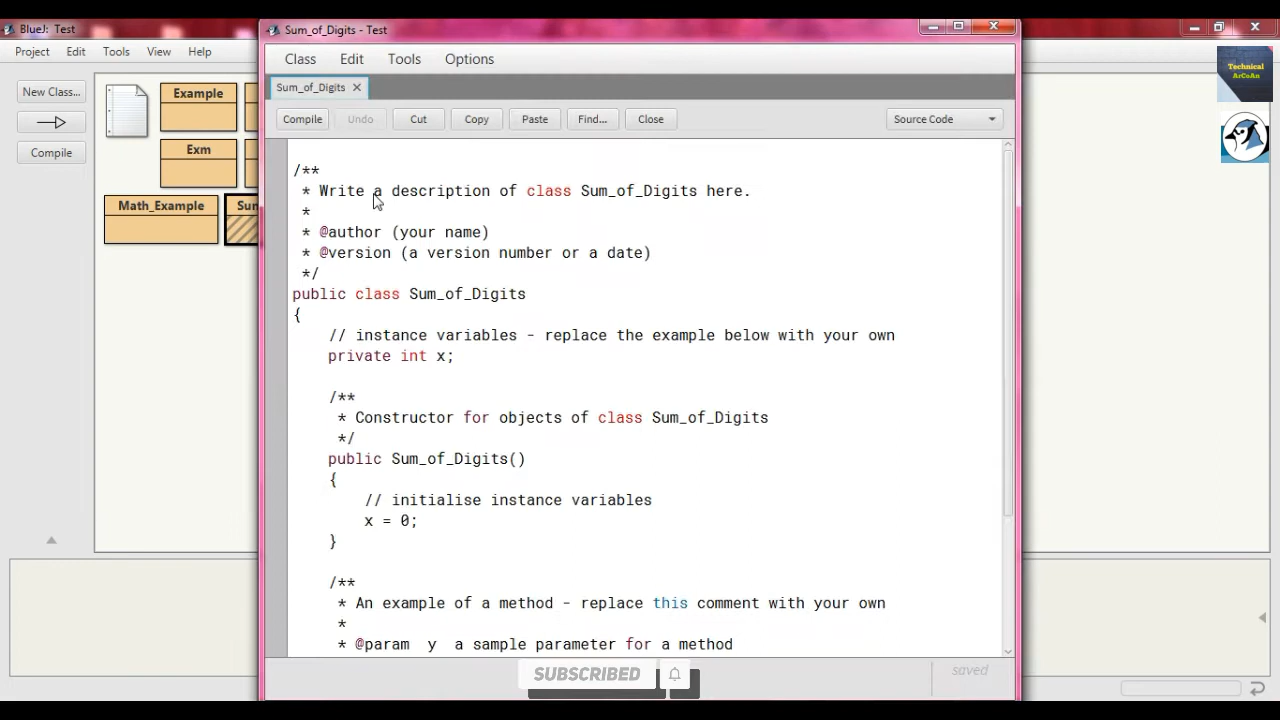 BlueJ: Test
Project Edit Tools View Help
New Class...
Compile
Example
Exm
Math_Example
Sum
Sum_of_Digits - Test
Class Edit Tools Options
Sum_of_Digits
Compile Undo Cut Copy Paste Find... Close Source Code
/**
* Write a description of class Sum_of_Digits here.
*
* @author (your name)
* @version (a version number or a date)
*/
public class Sum_of_Digits
{
// instance variables - replace the example below with your own
private int x;
/**
* Constructor for objects of class Sum_of_Digits
*/
public Sum_of_Digits()
{
// initialise instance variables
x = 0;
}
/**
* An example of a method - replace this comment with your own
*
* @param y a sample parameter for a method
SUBSCRIBED
saved
Technical
ArCoAn